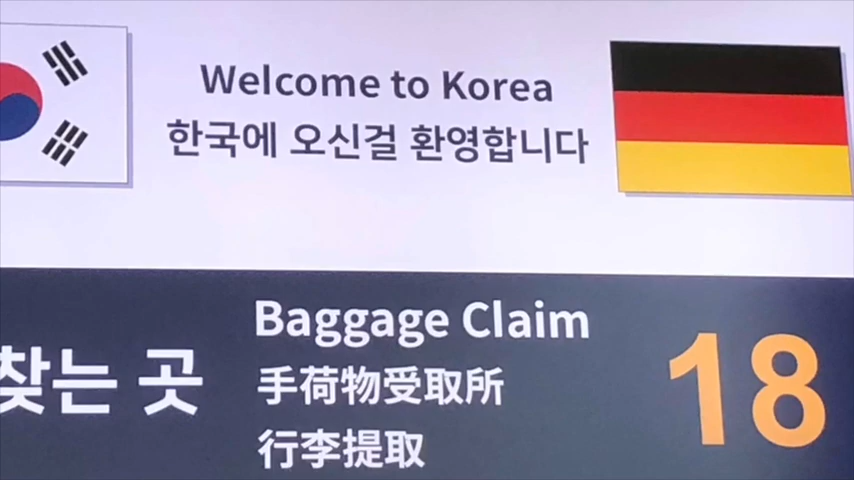 Welcome to Korea
한국에 오신걸 환영합니다
찾는 곳
Baggage Claim
手荷物受取所
行李提取
18